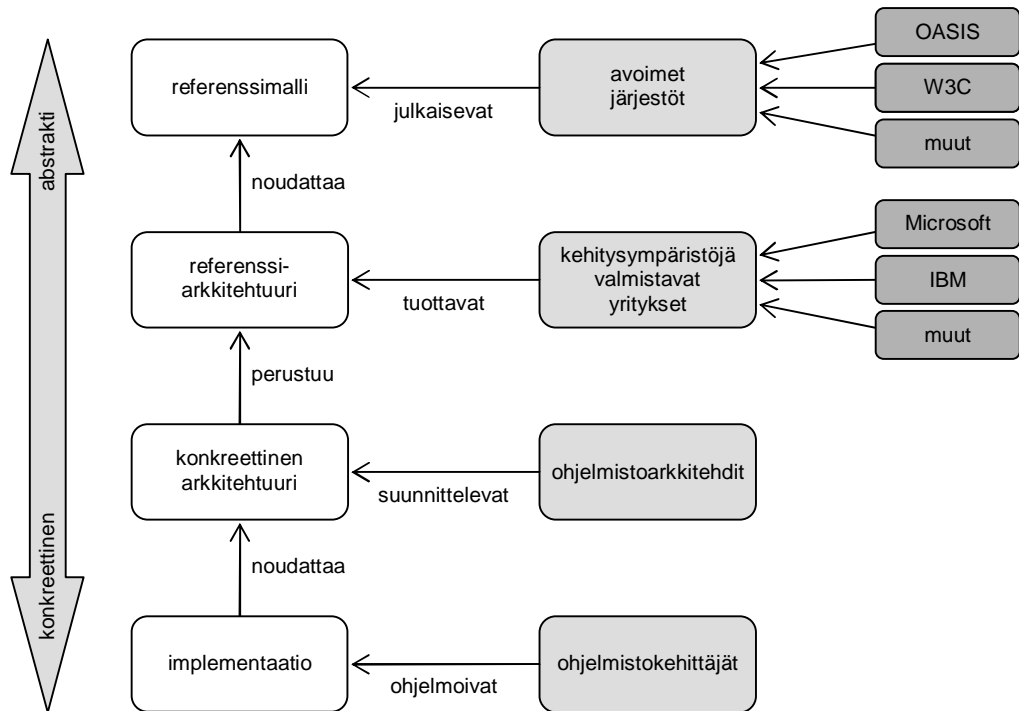 OASIS
referenssimalli
avoimet
järjestöt
W3C
julkaisevat
muut
abstrakti
noudattaa
Microsoft
referenssi-
arkkitehtuuri
kehitysympäristöjä
valmistavat
yritykset
IBM
tuottavat
muut
perustuu
konkreettinen
arkkitehtuuri
ohjelmistoarkkitehdit
suunnittelevat
noudattaa
konkreettinen
implementaatio
ohjelmistokehittäjät
ohjelmoivat